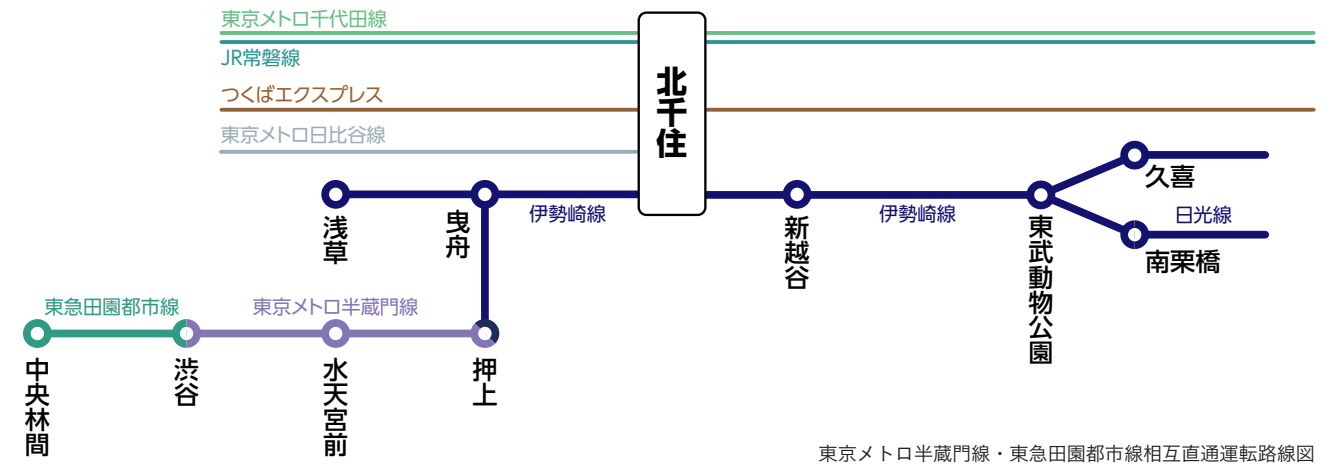 東京メトロ千代田線
JR常磐線
つくばエクスプレス
東京メトロ日比谷線
北千住
浅草
曳舟
伊勢崎線
新越谷
伊勢崎線
東武動物公園
久喜
日光線
南栗橋
東急田園都市線
東京メトロ半蔵門線
中央林間
渋谷
水天宮前
押上
東京メトロ半蔵門線・東急田園都市線相互直通運転路線図